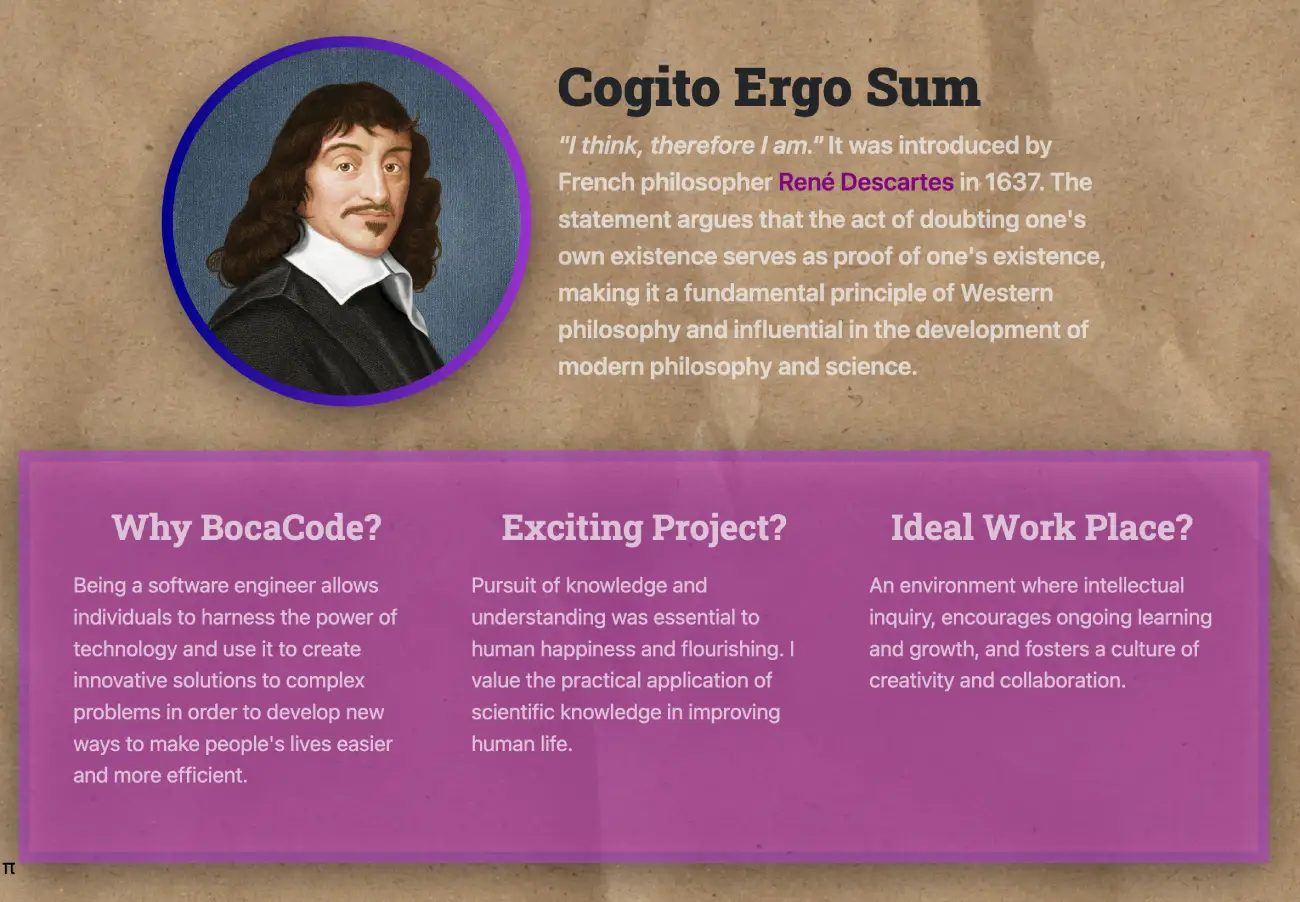 Cogito Ergo Sum
“I think, therefore I am.” It was introduced by
French philosopher René Descartes in 1637. The
statement argues that the act of doubting one's
own existence serves as proof of one's existence,
making it a fundamental principle of Western
philosophy and influential in the development of
modern philosophy and science.
Why BocaCode?
Being a software engineer allows
individuals to harness the power of
technology and use it to create
innovative solutions to complex
problems in order to develop new
ways to make people's lives easier
and more efficient.
Exciting Project?
Pursuit of knowledge and
understanding was essential to
human happiness and flourishing. I
value the practical application of
scientific knowledge in improving
human life.
Ideal Work Place?
An environment where intellectual
inquiry, encourages ongoing learning
and growth, and fosters a culture of
creativity and collaboration.
π